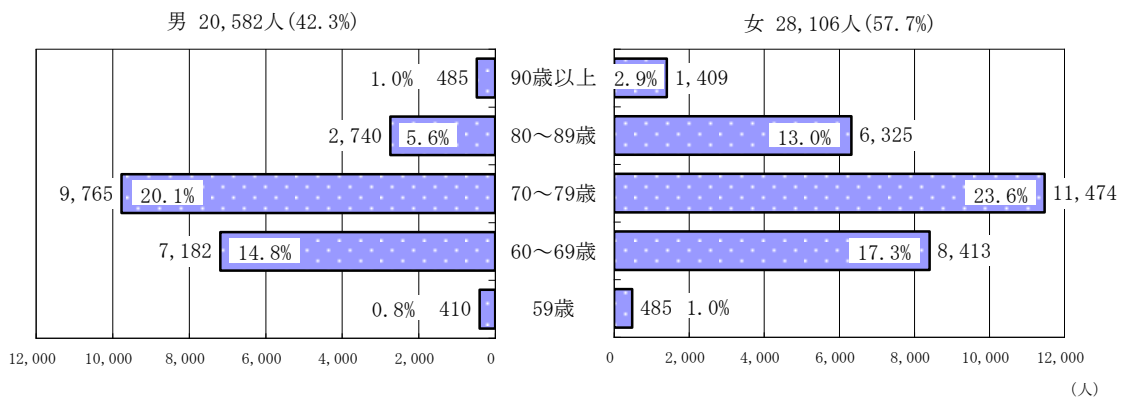 男 20,582人(42.3%) 女 28,106人(57.7%)
1.0% 485 90歳以上 2.9% 1,409
2,740 5.6% 80～89歳 13.0% 6,325
9,765 20.1% 70～79歳 23.6% 11,474
7,182 14.8% 60～69歳 17.3% 8,413
0.8% 410 59歳 485 1.0%
12,000 10,000 8,000 6,000 4,000 2,000 0 0 2,000 4,000 6,000 8,000 10,000 12,000
(人)